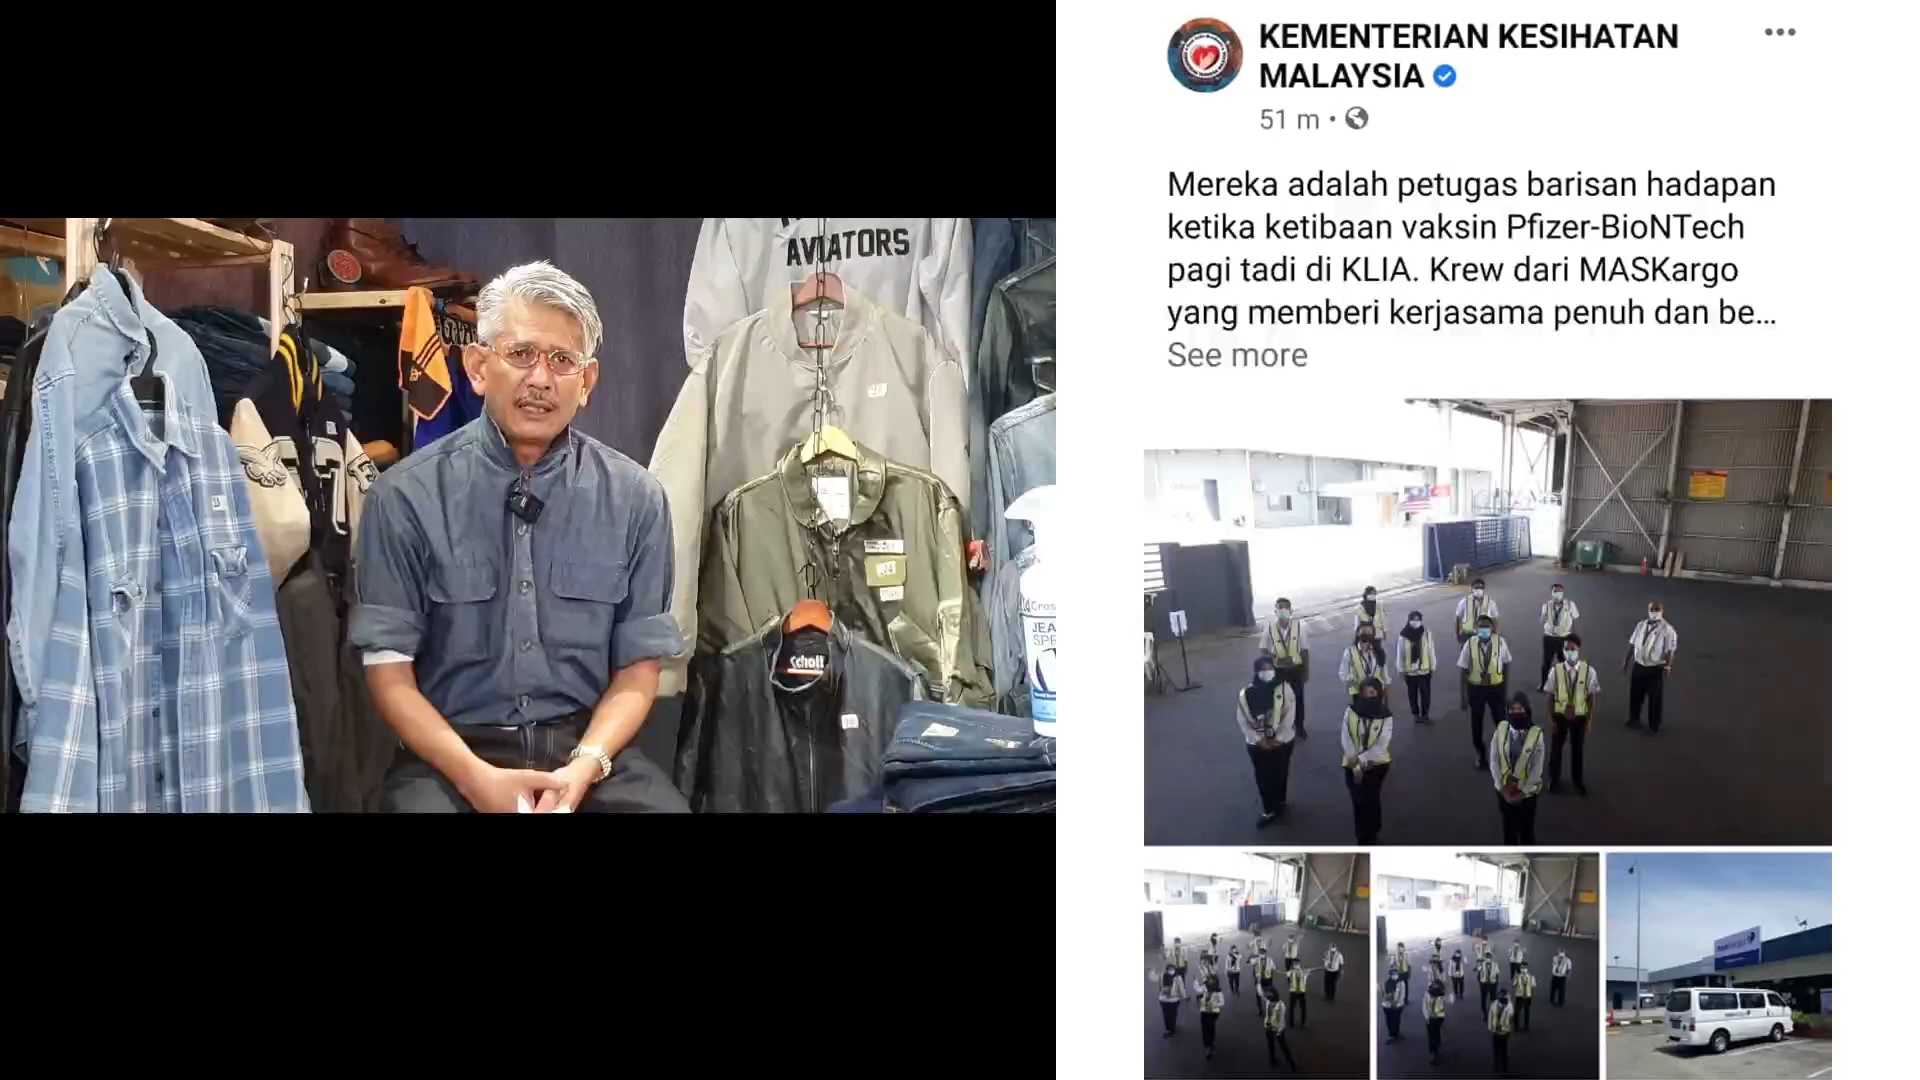 AVIATORS
Schott
JEA
KEMENTERIAN KESIHATAN
MALAYSIA
51 m
Mereka adalah petugas barisan hadapan
ketika ketibaan vaksin Pfizer-BioNTech
pagi tadi di KLIA. Krew dari MASKargo
yang memberi kerjasama penuh dan be...
See more